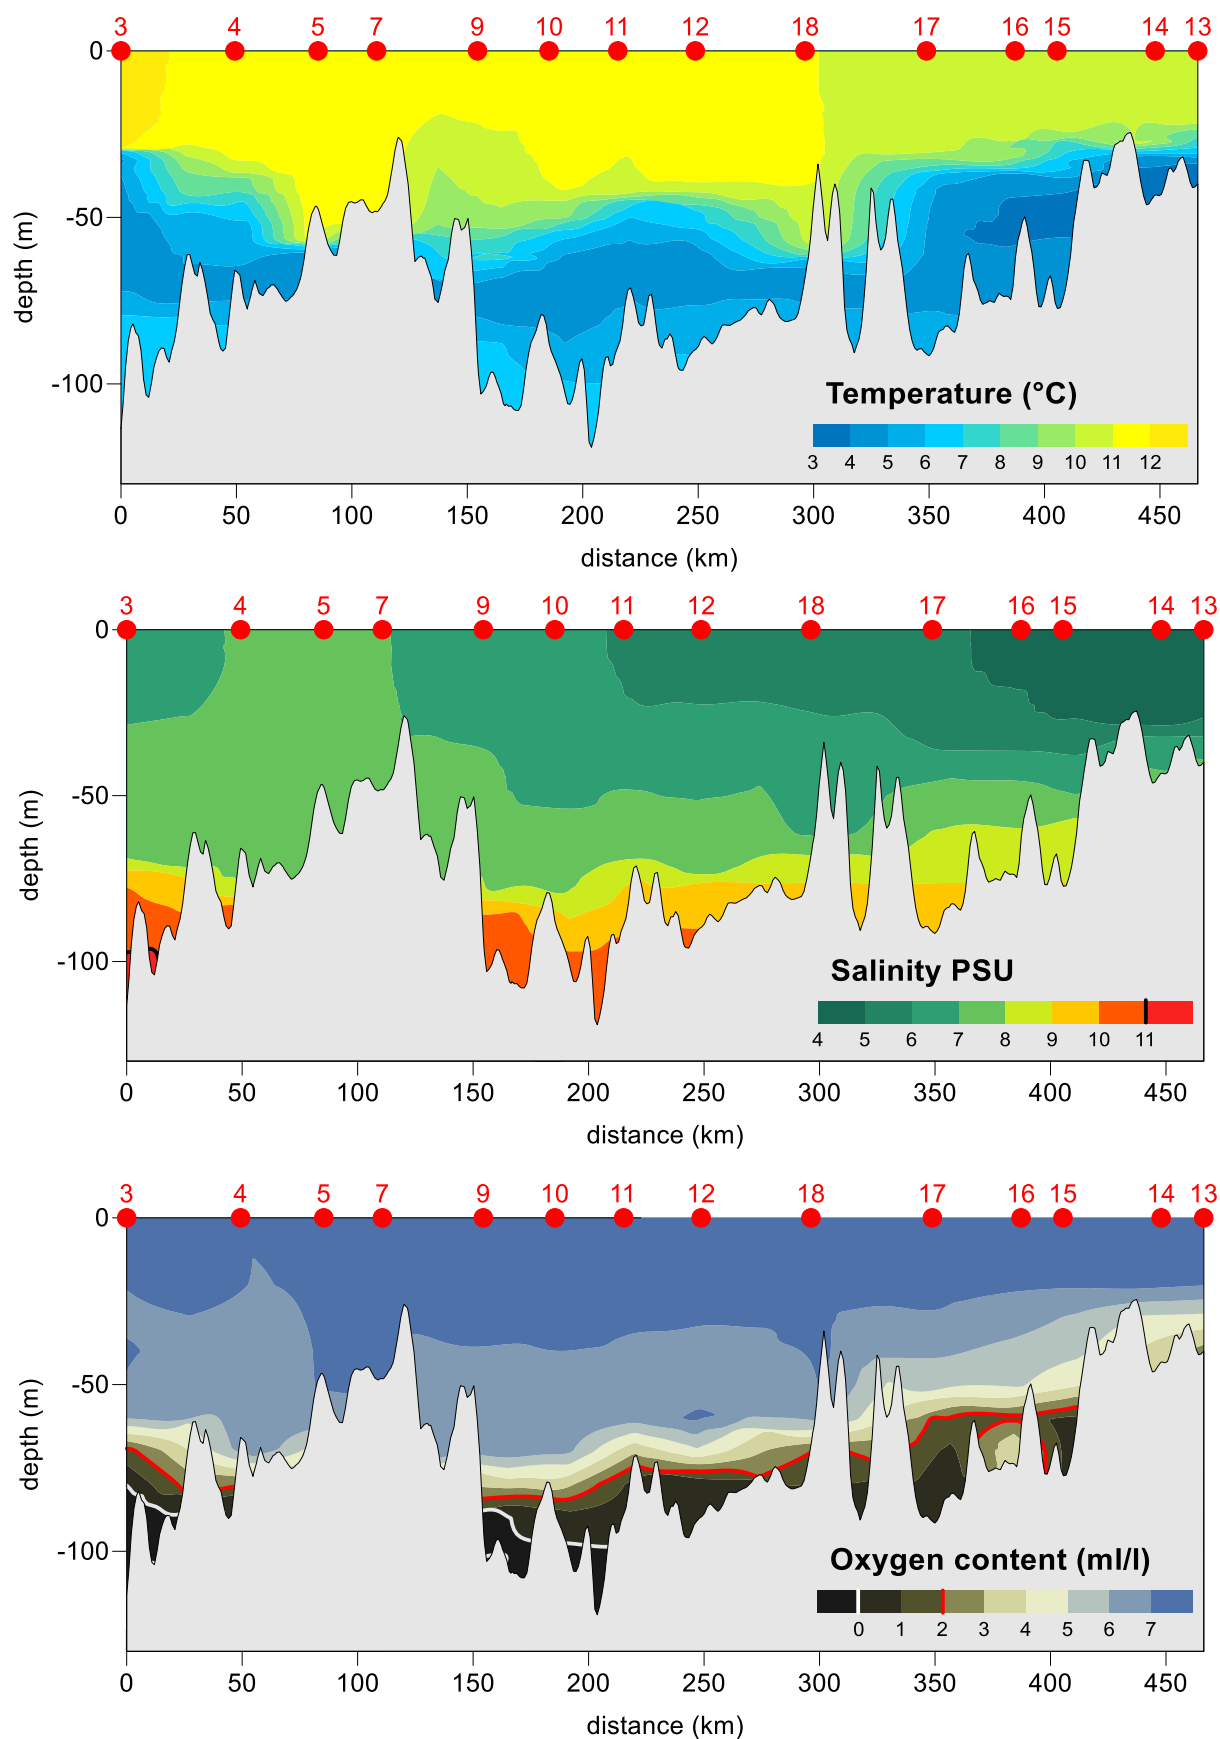 3 4 5 7 9 10 11 12 18 17 16 15 14 13
0
-50
-100
depth (m)
Temperature (°C)
3 4 5 6 7 8 9 10 11 12
0 50 100 150 200 250 300 350 400 450
distance (km)
3 4 5 7 9 10 11 12 18 17 16 15 14 13
0
-50
-100
depth (m)
Salinity PSU
4 5 6 7 8 9 10 11
0 50 100 150 200 250 300 350 400 450
distance (km)
3 4 5 7 9 10 11 12 18 17 16 15 14 13
0
-50
-100
depth (m)
Oxygen content (ml/l)
0 1 2 3 4 5 6 7
0 50 100 150 200 250 300 350 400 450
distance (km)